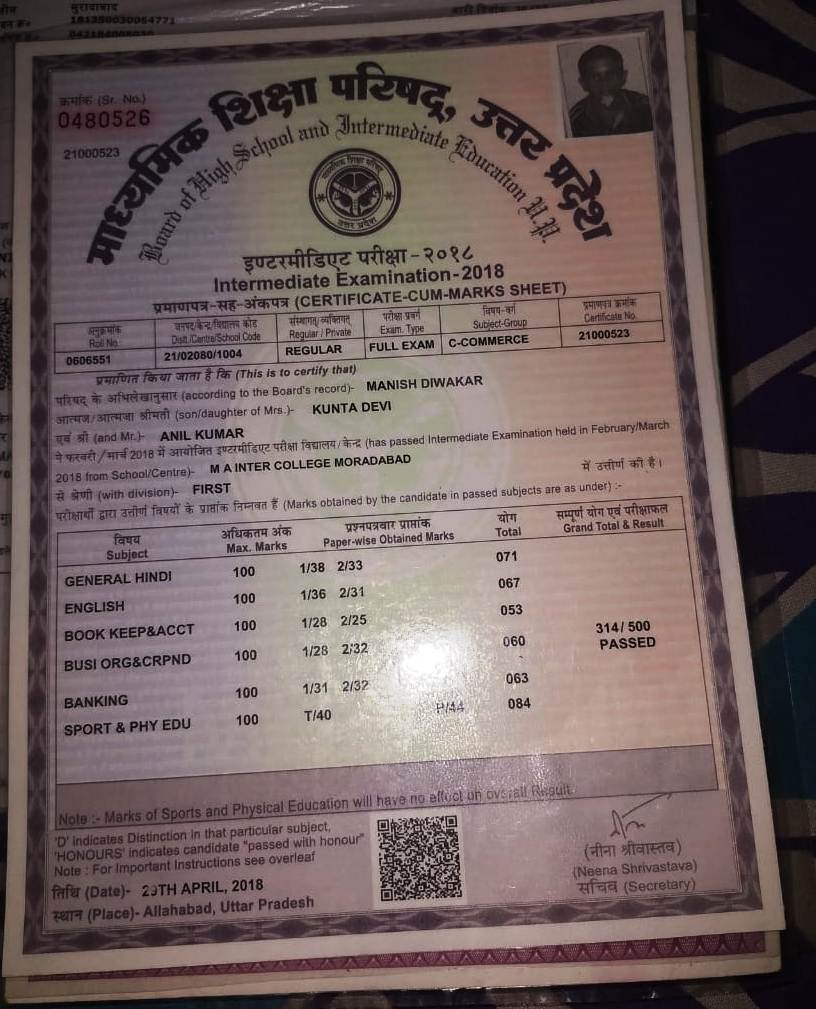 मुरादाबाद
181350030054771
क्रमांक (Sr. No.)
0480526
21000523
माध्यमिक शिक्षा परिषद्, उत्तर प्रदेश
Board of High School and Intermediate Education U.P.
इण्टरमीडिएट परीक्षा - २०१८
Intermediate Examination-2018
प्रमाणपत्र-सह-अंकपत्र (CERTIFICATE-CUM-MARKS SHEET)
अनुक्रमांक जनपद/केन्द्र/विद्यालय कोड संस्थागत/व्यक्तिगत परीक्षा प्रवर्ग विषय-वर्ग प्रमाणपत्र क्रमांक
Roll No. Distt./Centre/School Code Regular / Private Exam. Type Subject-Group Certificate No.
0606551 21/02080/1004 REGULAR FULL EXAM C-COMMERCE 21000523
प्रमाणित किया जाता है कि (This is to certify that)
परिषद के अभिलेखानुसार (according to the Board's record)- MANISH DIWAKAR
आत्मज/आत्मजा श्रीमती (son/daughter of Mrs.)- KUNTA DEVI
एवं श्री (and Mr.)- ANIL KUMAR
ने फरवरी/मार्च 2018 में आयोजित इण्टरमीडिएट परीक्षा विद्यालय/केन्द्र (has passed Intermediate Examination held in February/March
2018 from School/Centre)- M A INTER COLLEGE MORADABAD में उत्तीर्ण की है।
से श्रेणी (with division)- FIRST
परीक्षार्थी द्वारा उत्तीर्ण विषयों के प्राप्तांक निम्नवत हैं (Marks obtained by the candidate in passed subjects are as under) :-
विषय अधिकतम अंक प्रश्नपत्रवार प्राप्तांक योग सम्पूर्ण योग एवं परीक्षाफल
Subject Max. Marks Paper-wise Obtained Marks Total Grand Total & Result
GENERAL HINDI 100 1/38 2/33 071
ENGLISH 100 1/36 2/31 067
BOOK KEEP&ACCT 100 1/28 2/25 053
BUSI ORG&CRPND 100 1/28 2/32 060
314/ 500
PASSED
BANKING 100 1/31 2/32 063
SPORT & PHY EDU 100 T/40 P/44 084
Note :- Marks of Sports and Physical Education will have no effect on overall Result.
'D' indicates Distinction in that particular subject,
'HONOURS' indicates candidate "passed with honour"
Note : For Important Instructions see overleaf
तिथि (Date)- 29TH APRIL, 2018
स्थान (Place)- Allahabad, Uttar Pradesh
(नीना श्रीवास्तव)
(Neena Shrivastava)
सचिव (Secretary)